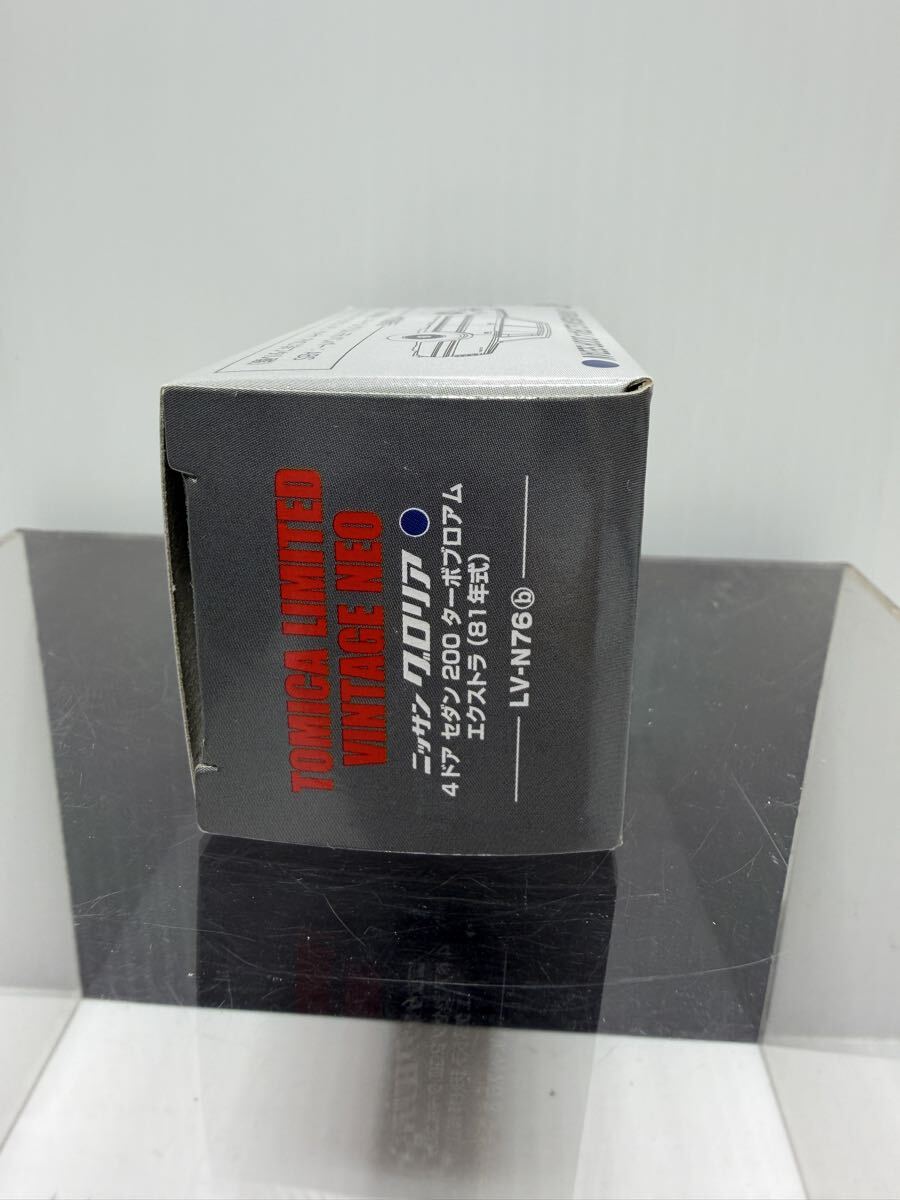 TOMICA LIMITED
VINTAGE NEO
ニッサン グロリア
4ドア セダン 200 ターボブロアム
エクストラ (81年式)
LV-N76ⓑ